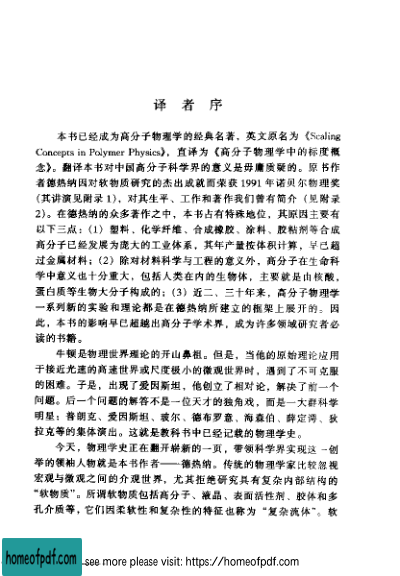 译者序
本书已经成为高分子物理学的经典名著，英文原名为《Scaling
Concepts in Polymer Physics》，直译为《高分子物理学中的标度概
念》。翻译本书对中国高分子科学界的意义是毋庸质疑的。原书作
者德热纳因对软物质研究的杰出成就而荣获 1991 年诺贝尔物理奖
(其讲演见附录 1)，对其生平、工作和著作我们曾有简介（见附录
2)。在德热纳的众多著作之中，本书占有特殊地位，其原因主要有
以下三点：(1) 塑料、化学纤维、合成橡胶、涂料、胶粘剂等合成
高分子已经发展为庞大的工业体系，其年产量按体积计算，早已超
过金属材料；(2) 除对材料科学与工程的意义外，高分子在生命科
学中意义也十分重大，包括人类在内的生物体，主要就是由核酸、
蛋白质等生物大分子构成的；(3) 近二、三十年来，高分子物理学
一系列新的实验和理论都是在德热纳所建立的框架上展开的。因
此，本书的影响早已超越出高分子学术界，成为许多领域研究者必
读的书籍。
牛顿是物理世界理论的开山鼻祖。但是，当他的原始理论应用
于接近光速的高速世界或尺度极小的微观世界时，遇到了不可克服
的困难。于是，出现了爱因斯坦，他创立了相对论，解决了前一个
问题。后一个问题的解答不是一位天才的独角戏，而是一大群科学
明星：普朗克、爱因斯坦、玻尔、德布罗意、海森伯、薛定谔、狄
拉克等的集体演出。这就是教科书中已经记载的物理学史。
今天，物理学史正在翻开崭新的一页，带领科学界实现这一创
举的领袖人物就是本书作者——德热纳。传统的物理学家比较忽视
宏观与微观之间的介观世界，尤其拒绝研究具有复杂内部结构的
“软物质”。所谓软物质包括高分子、液晶、表面活性剂、胶体和多
孔介质等，它们因柔软性和复杂性的特征也称为“复杂流体”。软
homeofpdf.com
see more please visit: https://homeofpdf.com